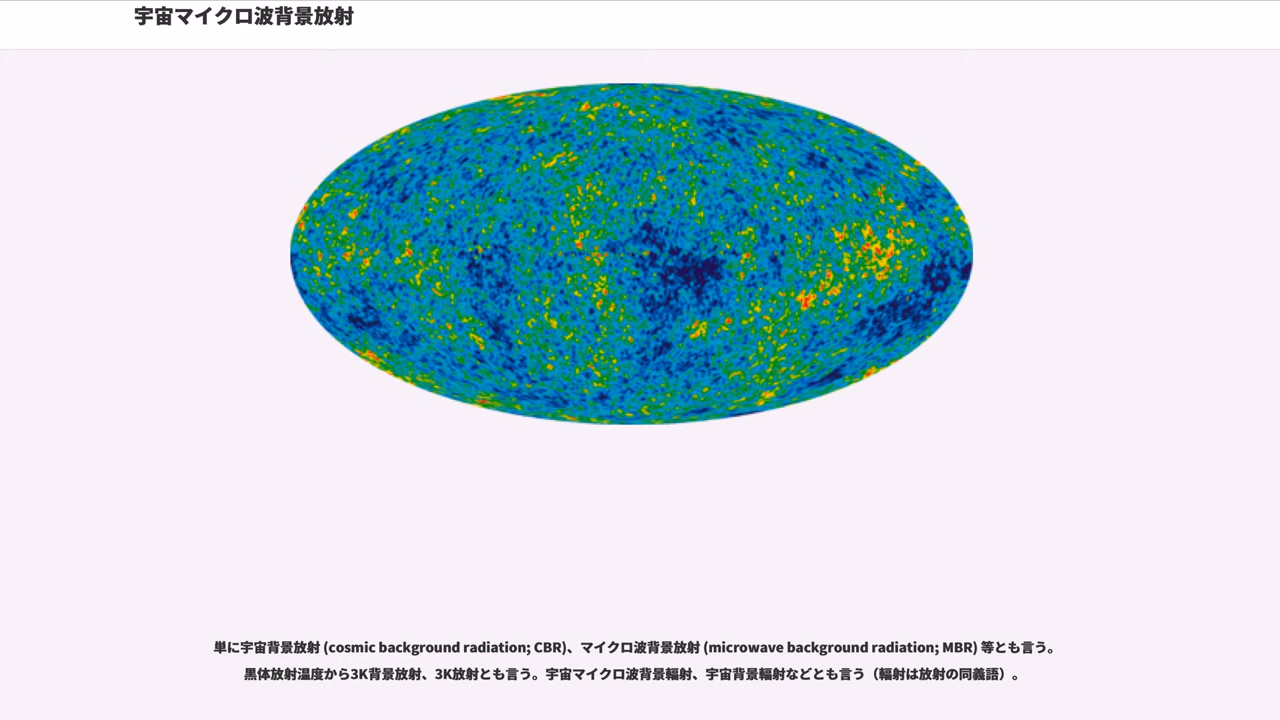 宇宙マイクロ波背景放射
単に宇宙背景放射 (cosmic background radiation; CBR)、マイクロ波背景放射 (microwave background radiation; MBR) 等とも言う。
黒体放射温度から3K背景放射、3K放射とも言う。宇宙マイクロ波背景輻射、宇宙背景輻射などとも言う（輻射は放射の同義語）。